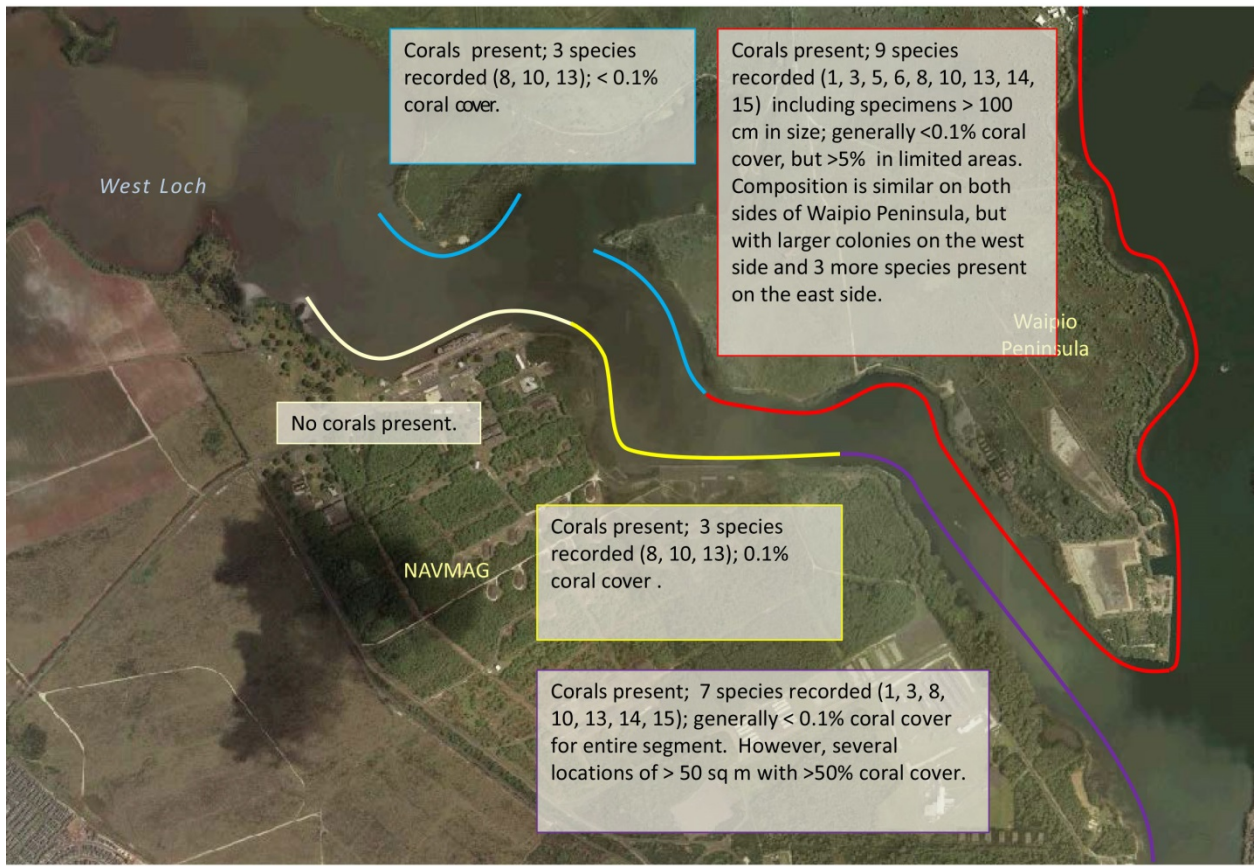 Corals present; 3 species
recorded (8, 10, 13); < 0.1%
coral cover.
Corals present; 9 species
recorded (1, 3, 5, 6, 8, 10, 13, 14,
15) including specimens > 100
cm in size; generally <0.1% coral
cover, but >5% in limited areas.
Composition is similar on both
sides of Waipio Peninsula, but
with larger colonies on the west
side and 3 more species present
on the east side.
West Loch
Waipio
Peninsula
No corals present.
Corals present; 3 species
recorded (8, 10, 13); 0.1%
coral cover .
NAVMAG
Corals present; 7 species recorded (1, 3, 8,
10, 13, 14, 15); generally < 0.1% coral cover
for entire segment. However, several
locations of > 50 sq m with >50% coral cover.